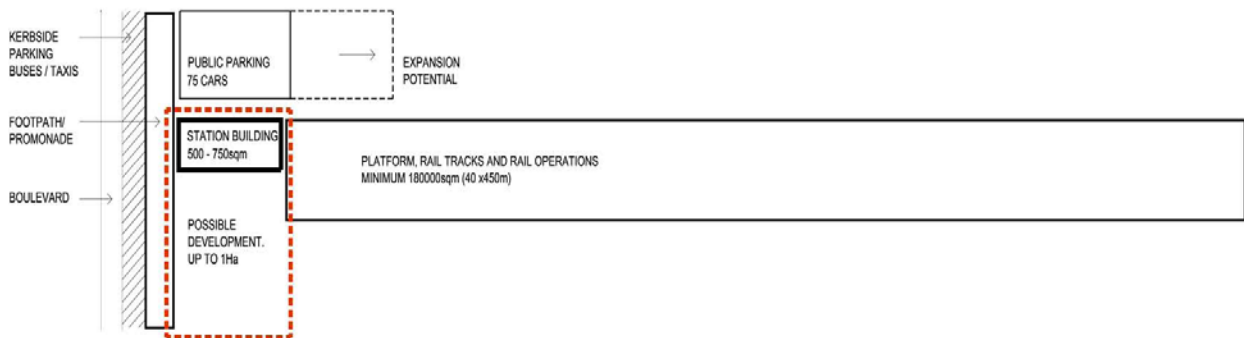 KERBSIDE
PARKING
BUSES / TAXIS
PUBLIC PARKING
75 CARS
EXPANSION
POTENTIAL
FOOTPATH/
PROMONADE
STATION BUILDING
500 - 750sqm
PLATFORM, RAIL TRACKS AND RAIL OPERATIONS
MINIMUM 180000sqm (40 x450m)
BOULEVARD
POSSIBLE
DEVELOPMENT.
UP TO 1Ha